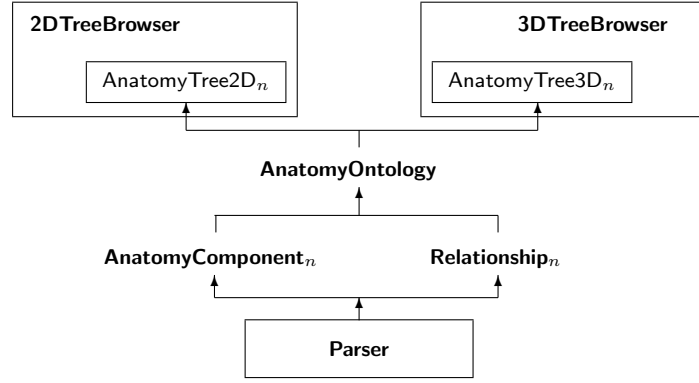 2DTreeBrowser
3DTreeBrowser
AnatomyTree2Dₙ
AnatomyTree3Dₙ
AnatomyOntology
AnatomyComponentₙ
Relationshipₙ
Parser